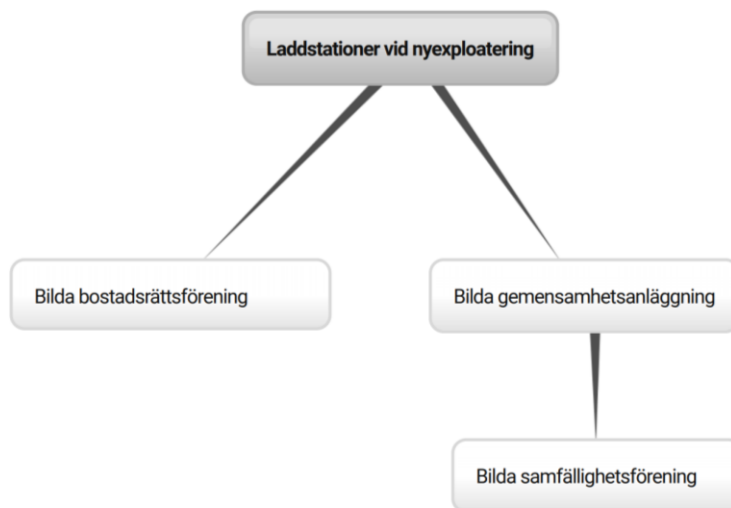 Laddstationer vid nyexploatering
Bilda bostadsrättsförening
Bilda gemensamhetsanläggning
Bilda samfällighetsförening